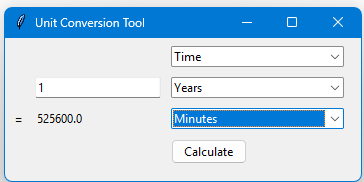 Unit Conversion Tool
Time
1 Years
= 525600.0 Minutes
Calculate